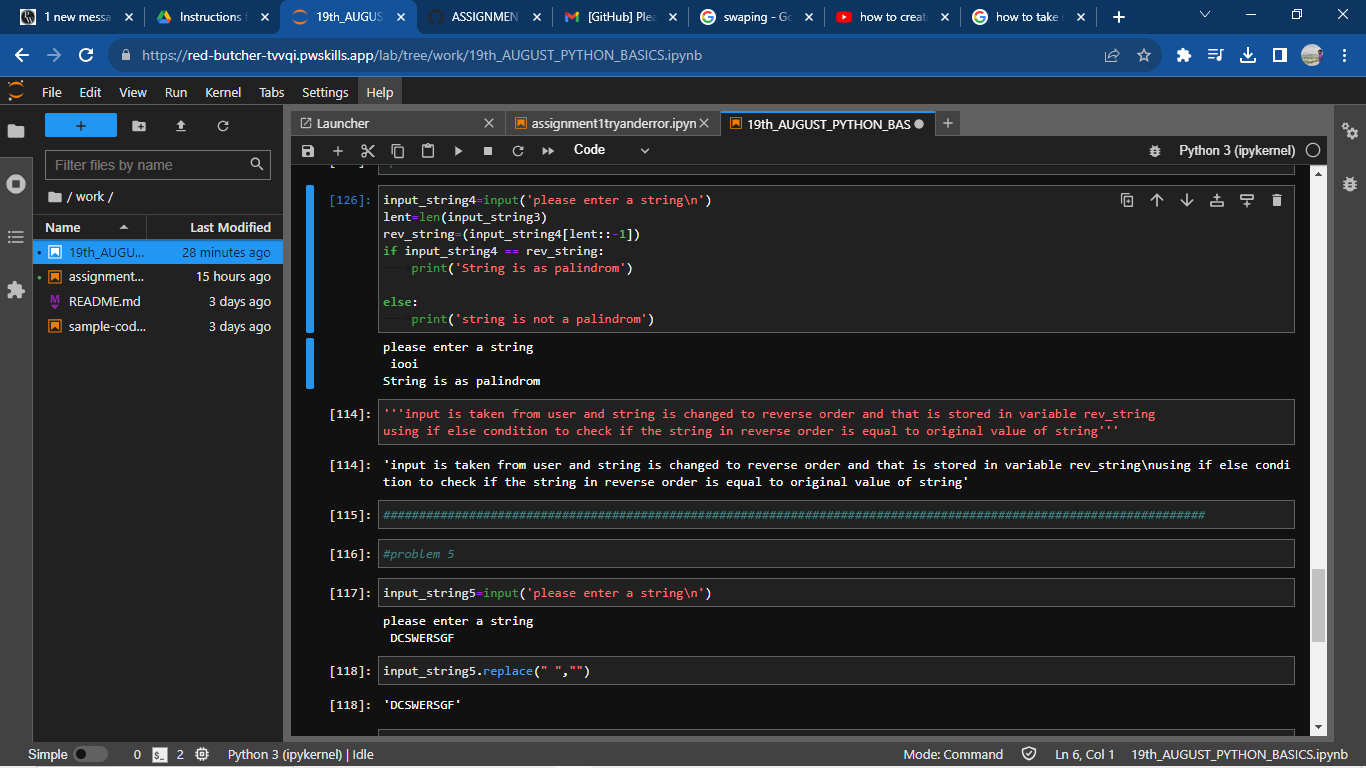 1 new messa
Instructions f
19th_AUGUS
ASSIGNMEN
[GitHub] Plea
swaping - Go
how to creat
how to take s
https://red-butcher-tvvqi.pwskills.app/lab/tree/work/19th_AUGUST_PYTHON_BASICS.ipynb
File Edit View Run Kernel Tabs Settings Help
Launcher
assignment1tryanderror.ipyn
19th_AUGUST_PYTHON_BAS
Code
Python 3 (ipykernel)
Filter files by name
/ work /
Name Last Modified
19th_AUGU... 28 minutes ago
assignment... 15 hours ago
README.md 3 days ago
sample-cod... 3 days ago
[126]: input_string4=input('please enter a string\n')
lent=len(input_string3)
rev_string=(input_string4[lent::-1])
if input_string4 == rev_string:
print('String is as palindrom')
else:
print('string is not a palindrom')
please enter a string
iooi
String is as palindrom
[114]: '''input is taken from user and string is changed to reverse order and that is stored in variable rev_string
using if else condition to check if the string in reverse order is equal to original value of string'''
[114]: 'input is taken from user and string is changed to reverse order and that is stored in variable rev_string\nusing if else condi
tion to check if the string in reverse order is equal to original value of string'
[115]: ###################################################################################################################
[116]: #problem 5
[117]: input_string5=input('please enter a string\n')
please enter a string
DCSWERSGF
[118]: input_string5.replace(" ","")
[118]: 'DCSWERSGF'
Simple 0 $_ 2 Python 3 (ipykernel) | Idle Mode: Command Ln 6, Col 1 19th_AUGUST_PYTHON_BASICS.ipynb